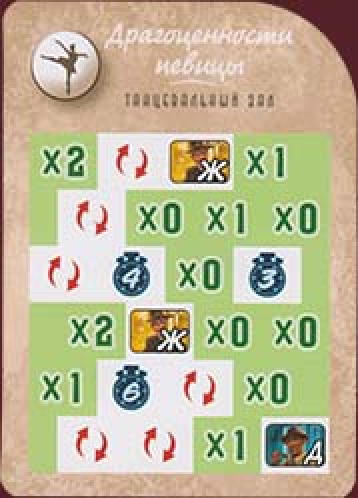 Драгоценности
певицы
ТАНЦЕВАЛЬНЫЙ ЗАЛ
x2 Ж x1
x0 x1 x0
4 x0 3
x2 Ж x0 x0
x1 6 x0
x1 Д